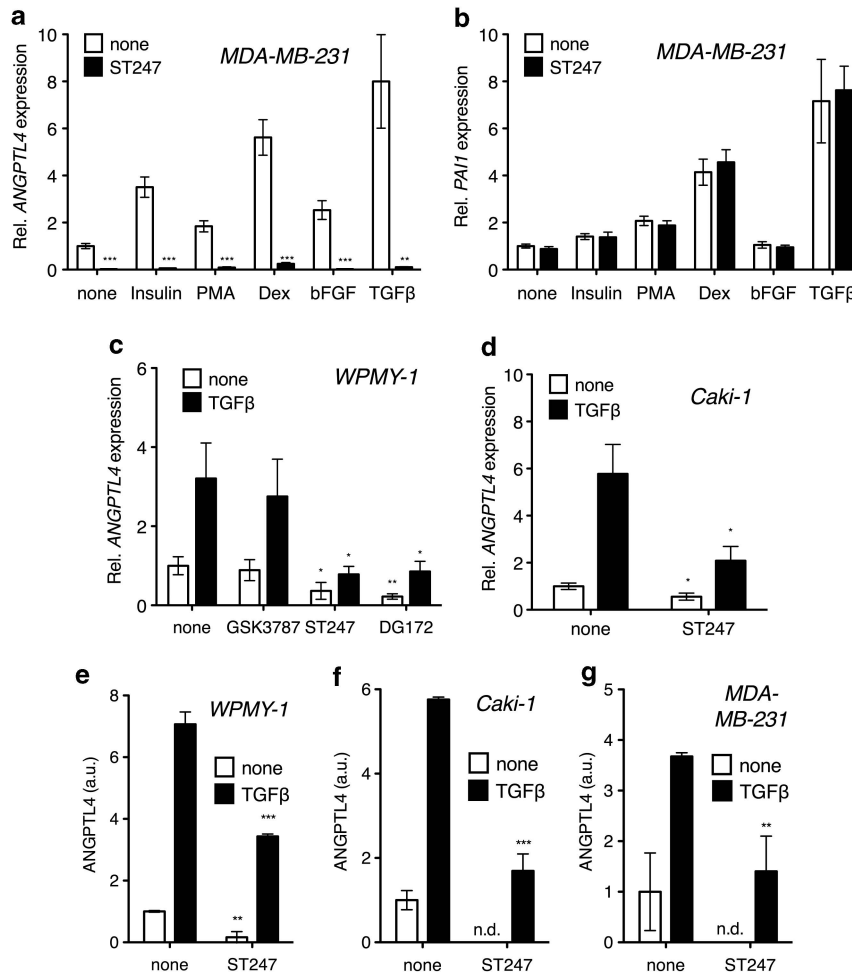 a
Rel. ANGPTL4 expression
10
8
6
4
2
0
none
ST247
MDA-MB-231
*** *** *** *** *** **
none Insulin PMA Dex bFGF TGFβ
b
Rel. PAI1 expression
10
8
6
4
2
0
none
ST247
MDA-MB-231
none Insulin PMA Dex bFGF TGFβ
c
Rel. ANGPTL4 expression
6
4
2
0
none
TGFβ
WPMY-1
* * ** *
none GSK3787 ST247 DG172
d
Rel. ANGPTL4 expression
10
8
6
4
2
0
none
TGFβ
Caki-1
* *
none ST247
e
ANGPTL4 (a.u.)
8
6
4
2
0
WPMY-1
none
TGFβ
** ***
none ST247
f
ANGPTL4 (a.u.)
6
4
2
0
Caki-1
none
TGFβ
n.d. ***
none ST247
g
ANGPTL4 (a.u.)
5
4
3
2
1
0
MDA-
MB-231
none
TGFβ
n.d. **
none ST247